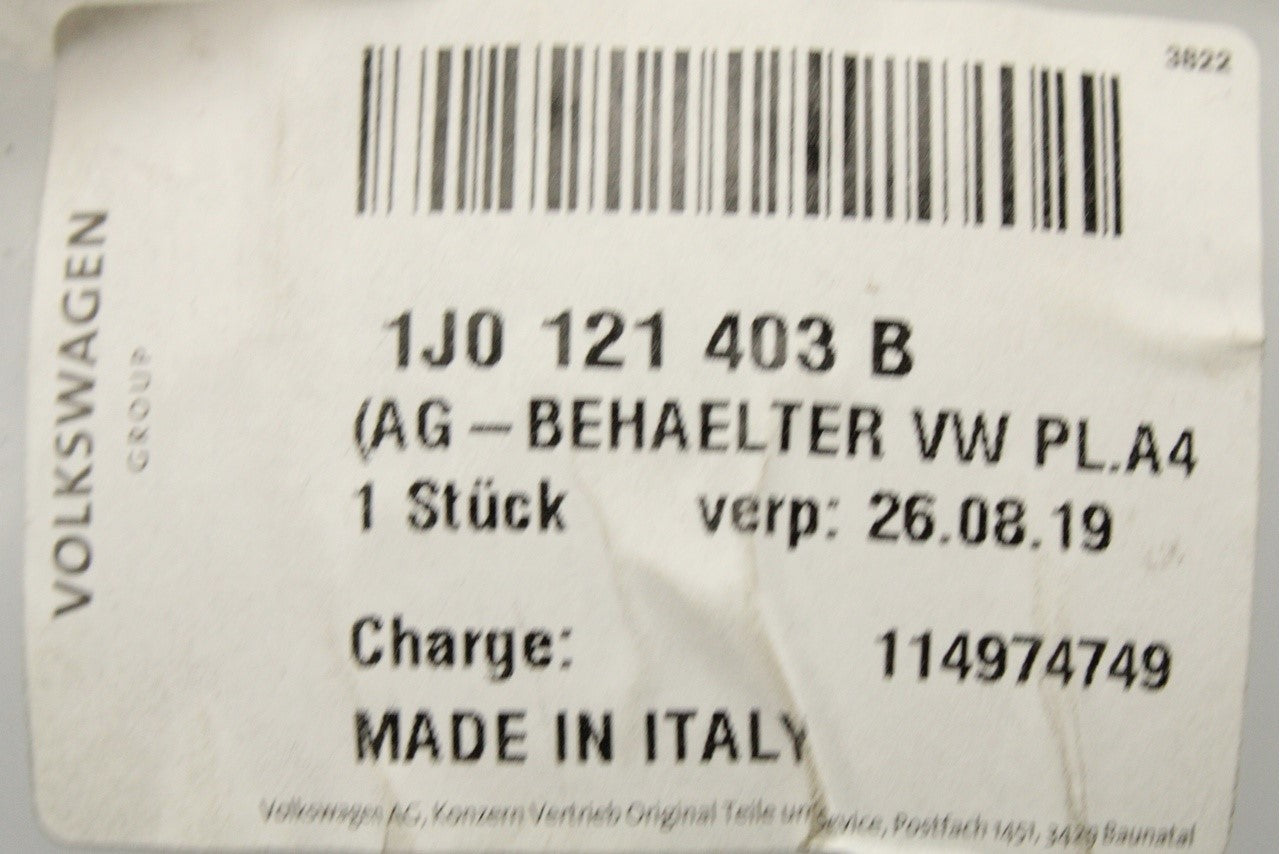 3822
VOLKSWAGEN
GROUP
1J0 121 403 B
(AG-BEHAELTER VW PL.A4
1 Stück verp: 26.08.19
Charge: 114974749
MADE IN ITALY
Volkswagen AG, Konzern Vertrieb Original Teile und Service, Postfach 1451, 3429 Baunatal